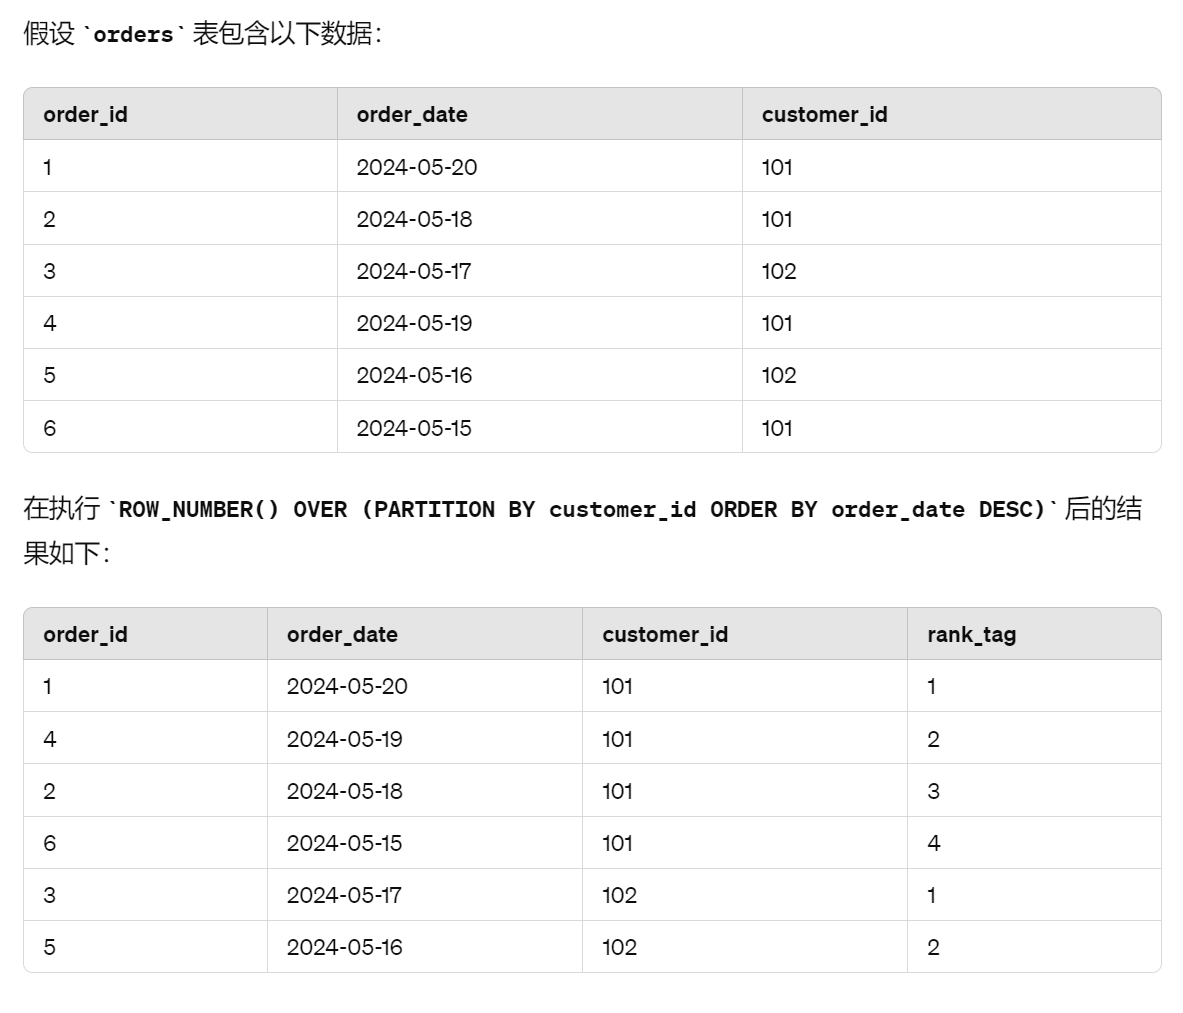 假设 `orders` 表包含以下数据：
order_id order_date customer_id
1 2024-05-20 101
2 2024-05-18 101
3 2024-05-17 102
4 2024-05-19 101
5 2024-05-16 102
6 2024-05-15 101
在执行 `ROW_NUMBER() OVER (PARTITION BY customer_id ORDER BY order_date DESC)` 后的结
果如下：
order_id order_date customer_id rank_tag
1 2024-05-20 101 1
4 2024-05-19 101 2
2 2024-05-18 101 3
6 2024-05-15 101 4
3 2024-05-17 102 1
5 2024-05-16 102 2